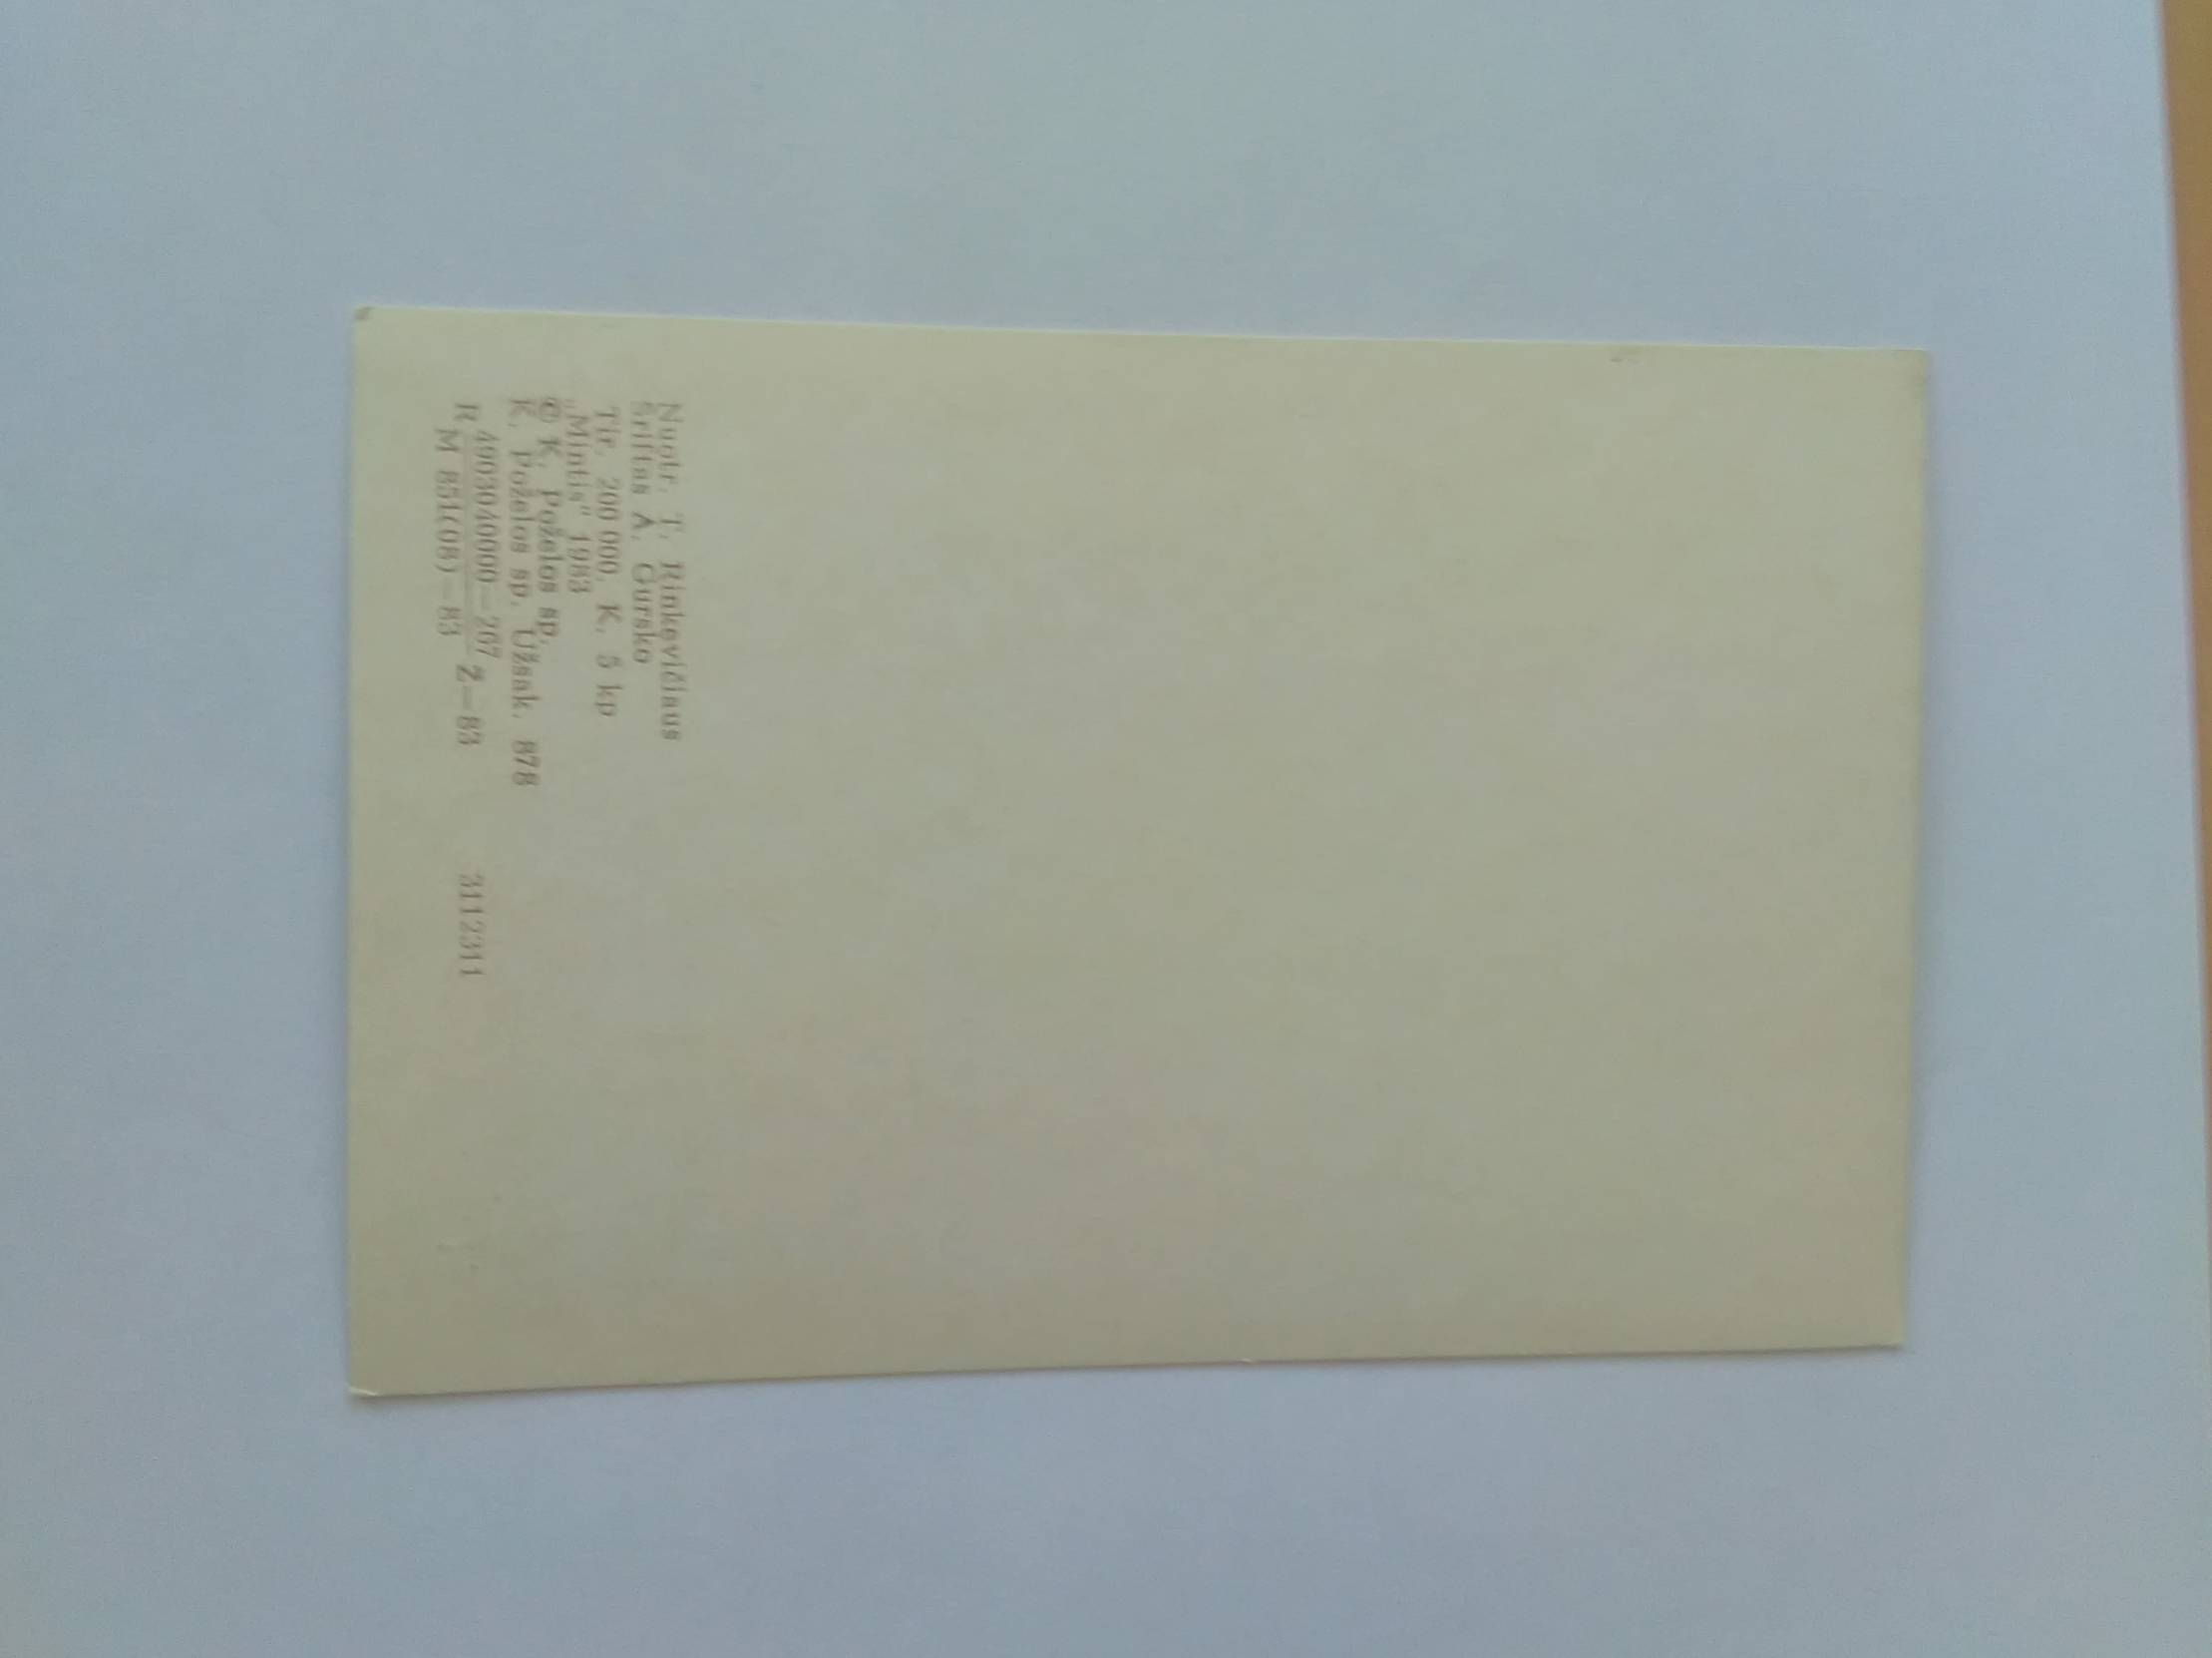 Nuotr. T. Rinkevičiaus
Šriftas A. Gursko
Tir. 200 000. K. 5 kp
„Mintis“ 1983
© K. Poželos sp.
K. Poželos sp. Užsak. 878
R 4903040000—267
M 851(08)—83 Ž—83 3112311